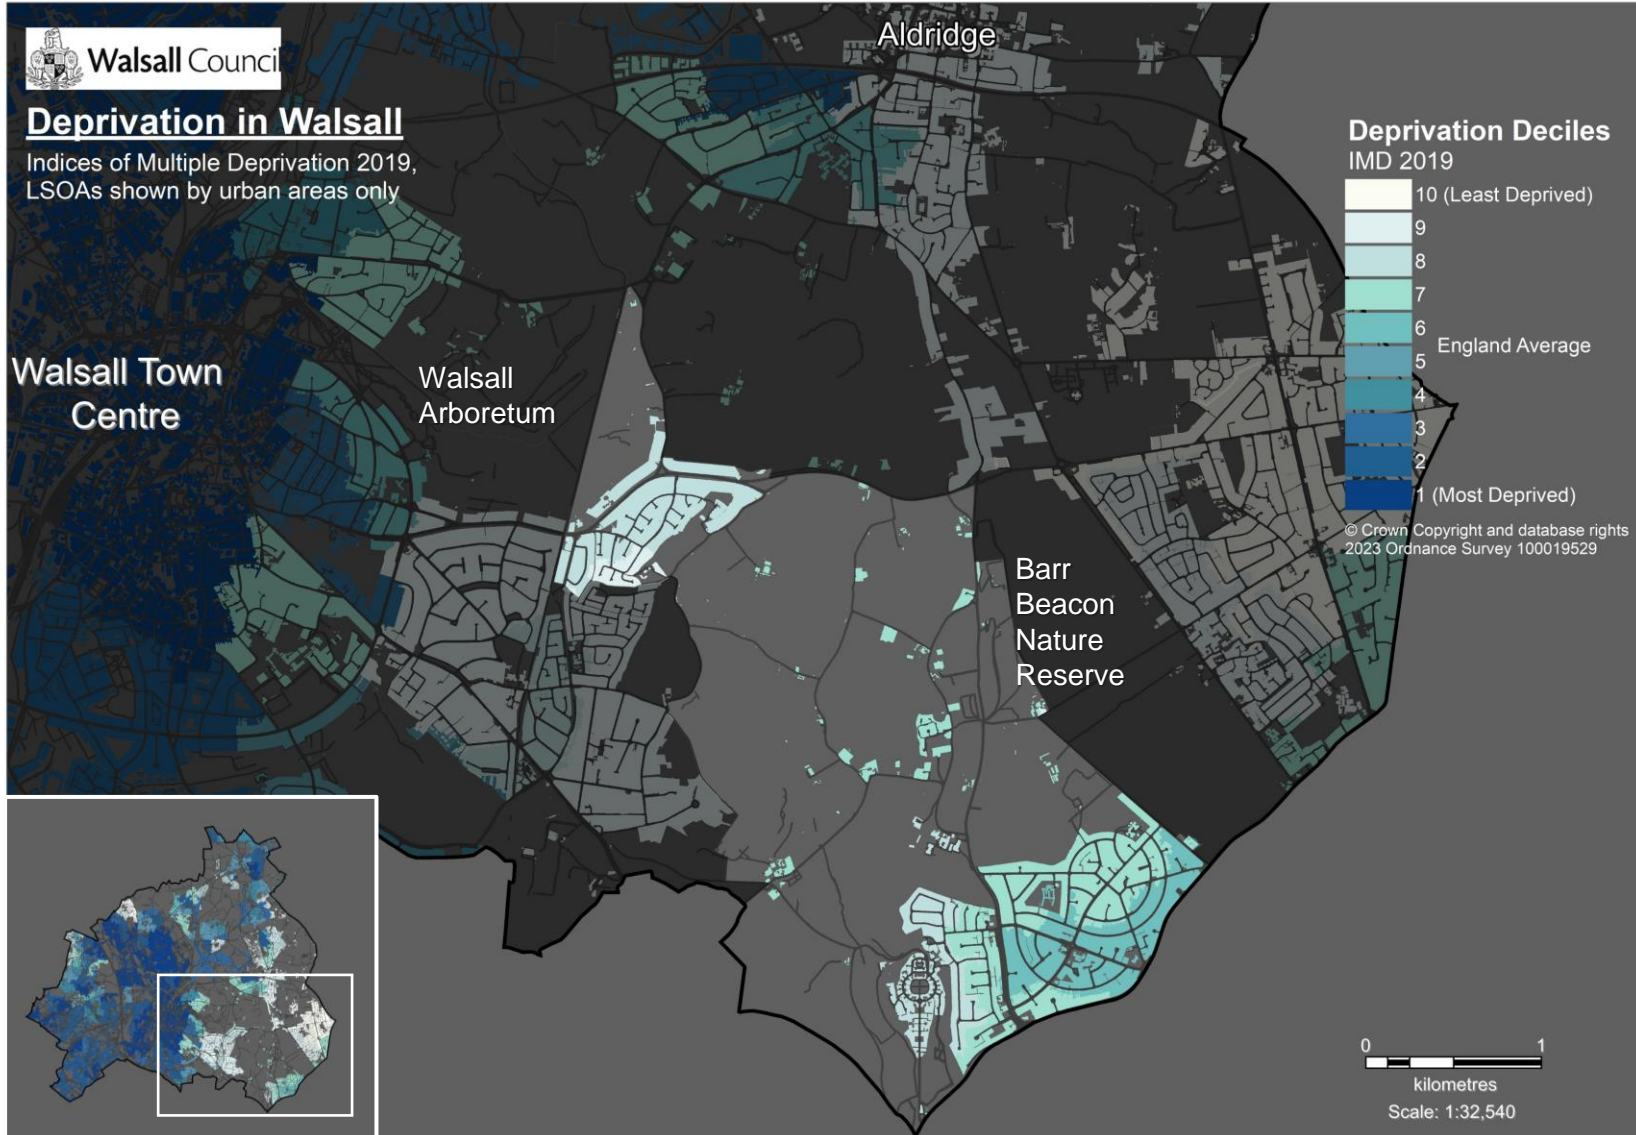 Walsall Council
Deprivation in Walsall
Indices of Multiple Deprivation 2019,
LSOAs shown by urban areas only
Aldridge
Walsall Town
Centre
Walsall
Arboretum
Barr
Beacon
Nature
Reserve
Deprivation Deciles
IMD 2019
10 (Least Deprived)
9
8
7
6
England Average
5
4
3
2
1 (Most Deprived)
© Crown Copyright and database rights
2023 Ordnance Survey 100019529
0 1
kilometres
Scale: 1:32,540